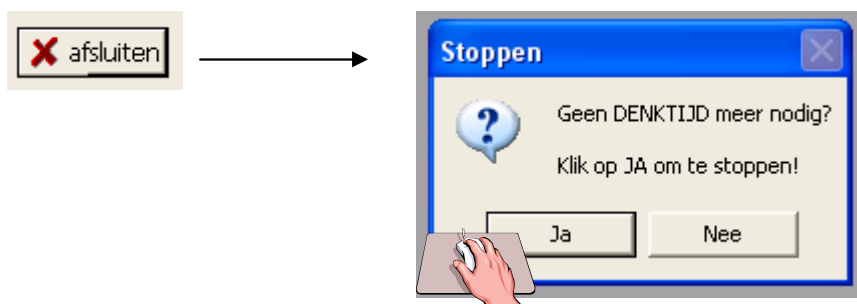 afsluiten
Stoppen
Geen DENKTIJD meer nodig?
Klik op JA om te stoppen!
Ja
Nee